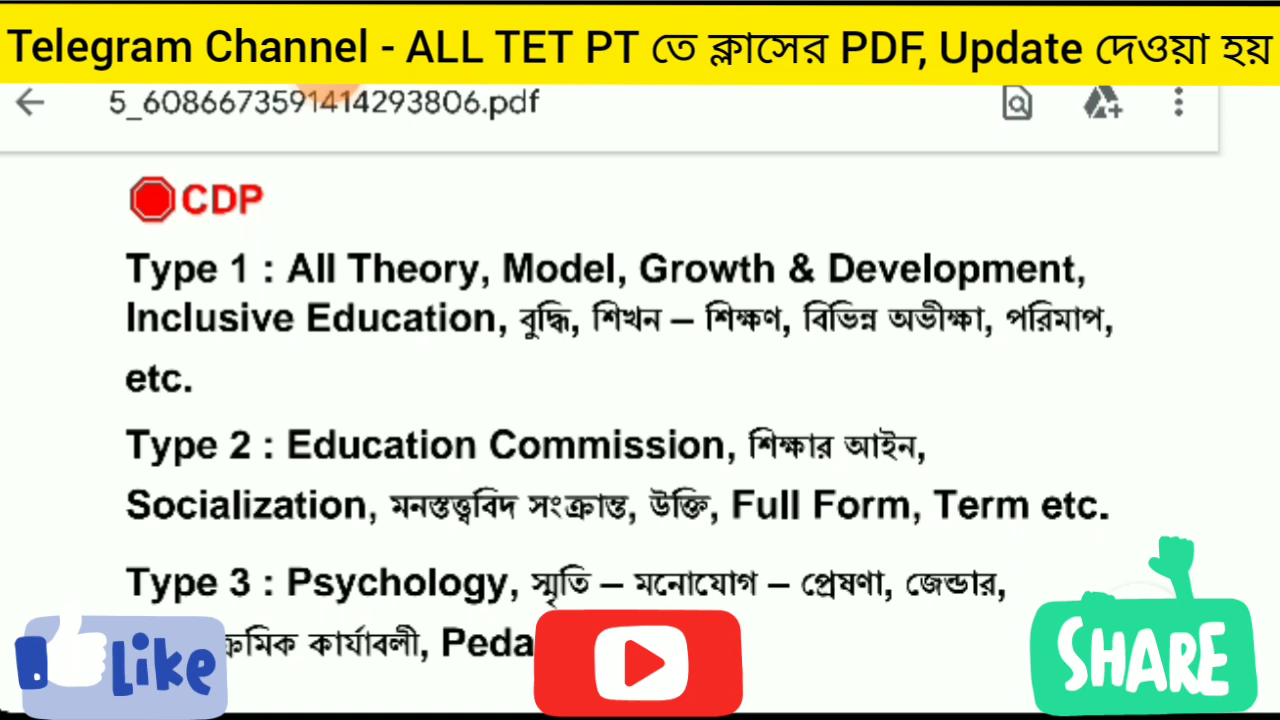 Telegram Channel - ALL TET PT তে ক্লাসের PDF, Update দেওয়া হয়
5_6086673591414293806.pdf
CDP
Type 1 : All Theory, Model, Growth & Development,
Inclusive Education, বুদ্ধি, শিখন – শিক্ষণ, বিভিন্ন অভীক্ষা, পরিমাপ,
etc.
Type 2 : Education Commission, শিক্ষার আইন,
Socialization, মনস্তত্ত্ববিদ সংক্রান্ত, উক্তি, Full Form, Term etc.
Type 3 : Psychology, স্মৃতি – মনোযোগ – প্রেষণা, জেন্ডার,
কার্যাবলী,
Like
SHARE